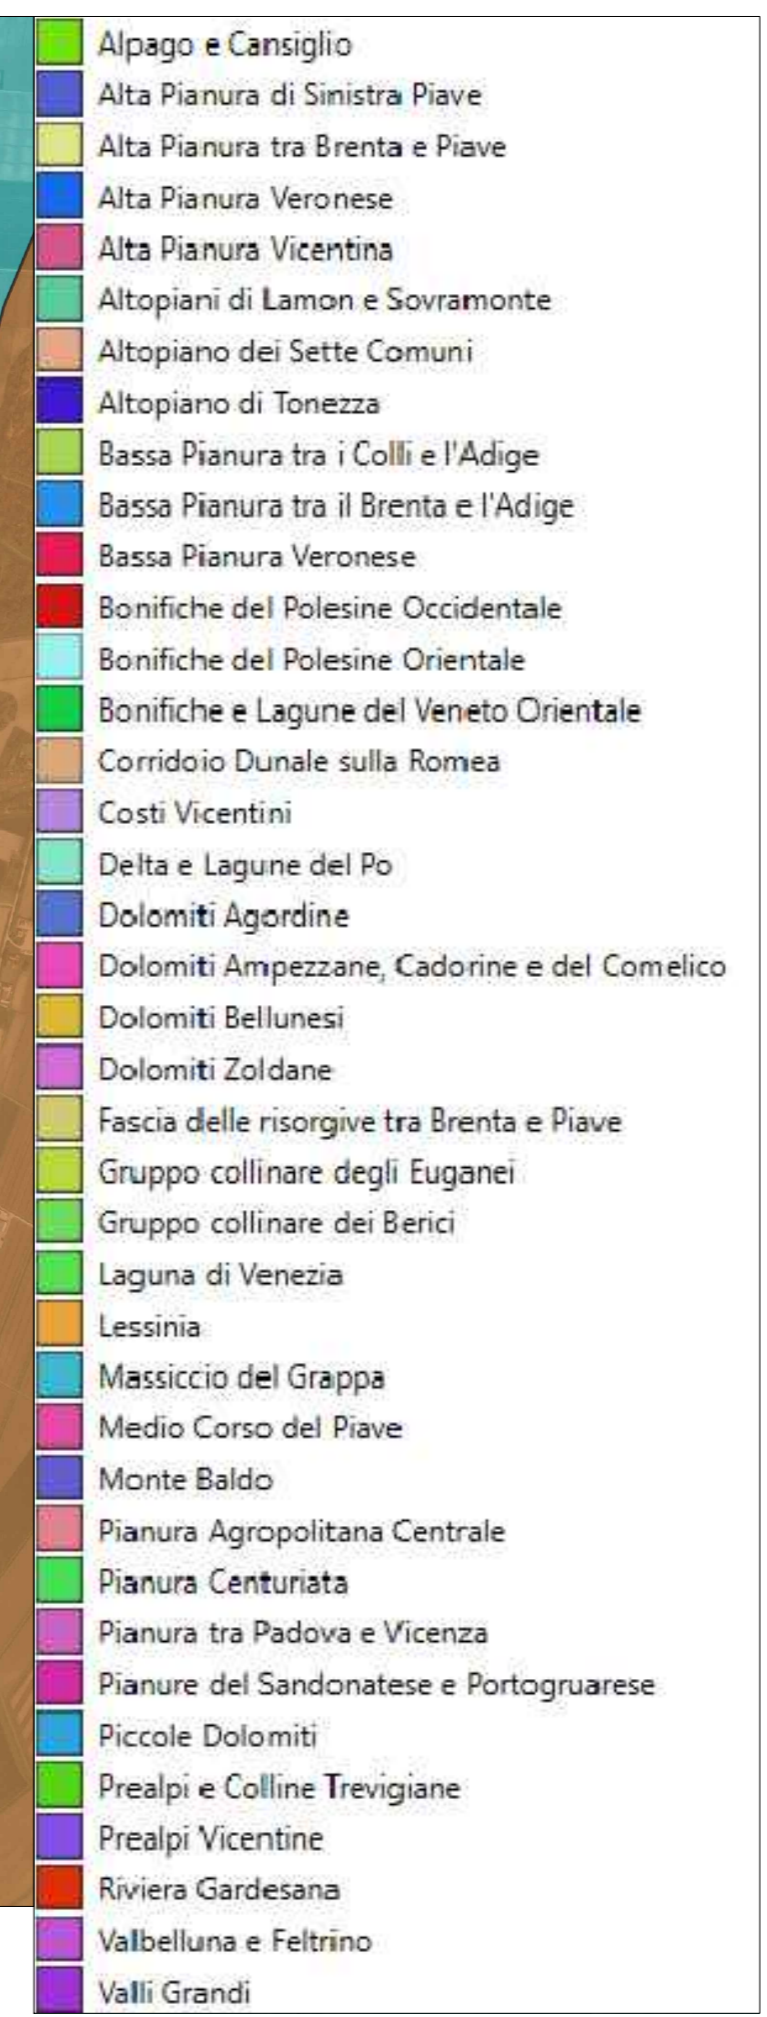 Alpago e Cansiglio
Alta Pianura di Sinistra Piave
Alta Pianura tra Brenta e Piave
Alta Pianura Veronese
Alta Pianura Vicentina
Altopiani di Lamon e Sovramonte
Altopiano dei Sette Comuni
Altopiano di Tonezza
Bassa Pianura tra i Colli e l'Adige
Bassa Pianura tra il Brenta e l'Adige
Bassa Pianura Veronese
Bonifiche del Polesine Occidentale
Bonifiche del Polesine Orientale
Bonifiche e Lagune del Veneto Orientale
Corridoio Dunale sulla Romea
Costi Vicentini
Delta e Lagune del Po
Dolomiti Agordine
Dolomiti Ampezzane, Cadorine e del Comelico
Dolomiti Bellunesi
Dolomiti Zoldane
Fascia delle risorgive tra Brenta e Piave
Gruppo collinare degli Euganei
Gruppo collinare dei Berici
Laguna di Venezia
Lessinia
Massiccio del Grappa
Medio Corso del Piave
Monte Baldo
Pianura Agropolitana Centrale
Pianura Centuriata
Pianura tra Padova e Vicenza
Pianure del Sandonatese e Portogruarese
Piccole Dolomiti
Prealpi e Colline Trevigiane
Prealpi Vicentine
Riviera Gardesana
Valbelluna e Feltrino
Valli Grandi